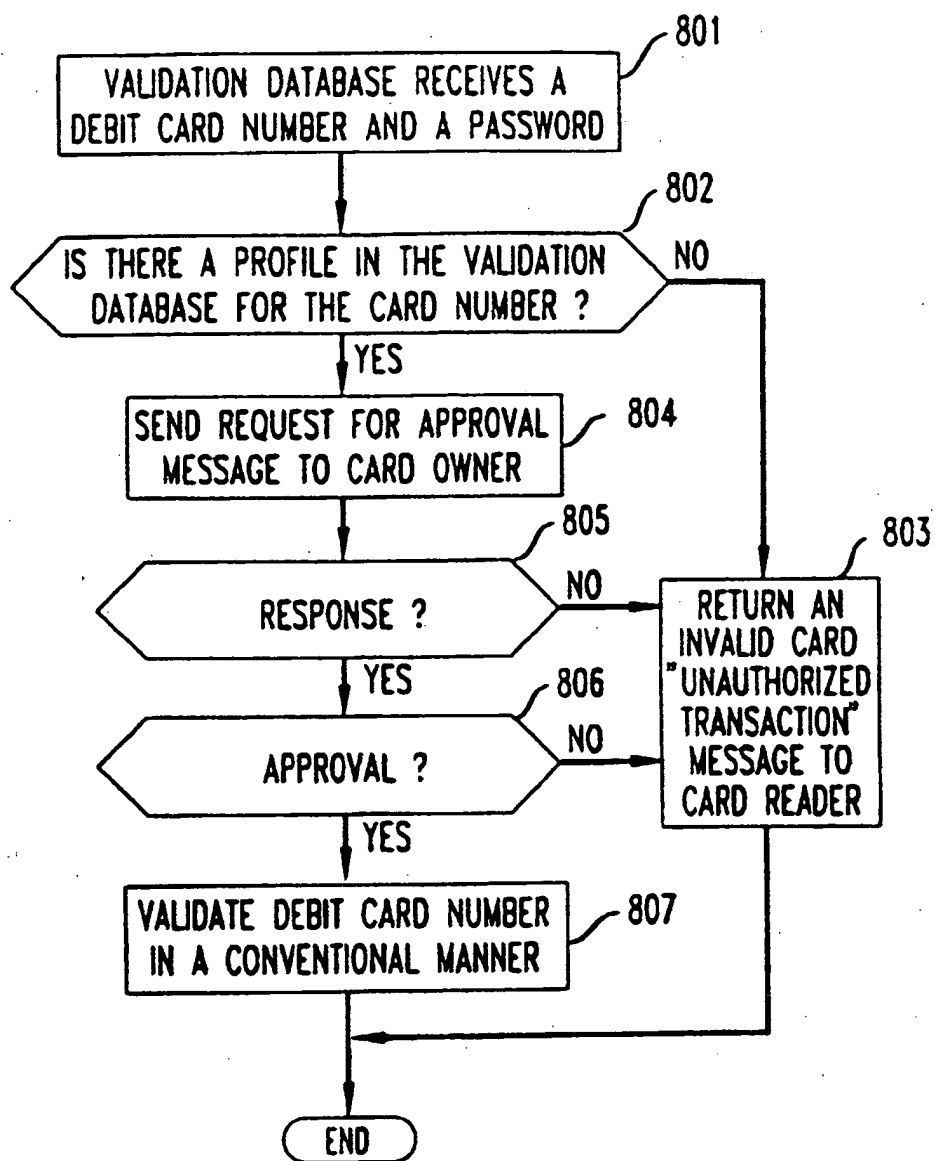 801
VALIDATION DATABASE RECEIVES A
DEBIT CARD NUMBER AND A PASSWORD
802
IS THERE A PROFILE IN THE VALIDATION
DATABASE FOR THE CARD NUMBER ?
NO
YES
SEND REQUEST FOR APPROVAL
MESSAGE TO CARD OWNER
804
805
RESPONSE ?
NO
YES
803
RETURN AN
INVALID CARD
"UNAUTHORIZED
TRANSACTION"
MESSAGE TO
CARD READER
806
APPROVAL ?
NO
YES
VALIDATE DEBIT CARD NUMBER
IN A CONVENTIONAL MANNER
807
END